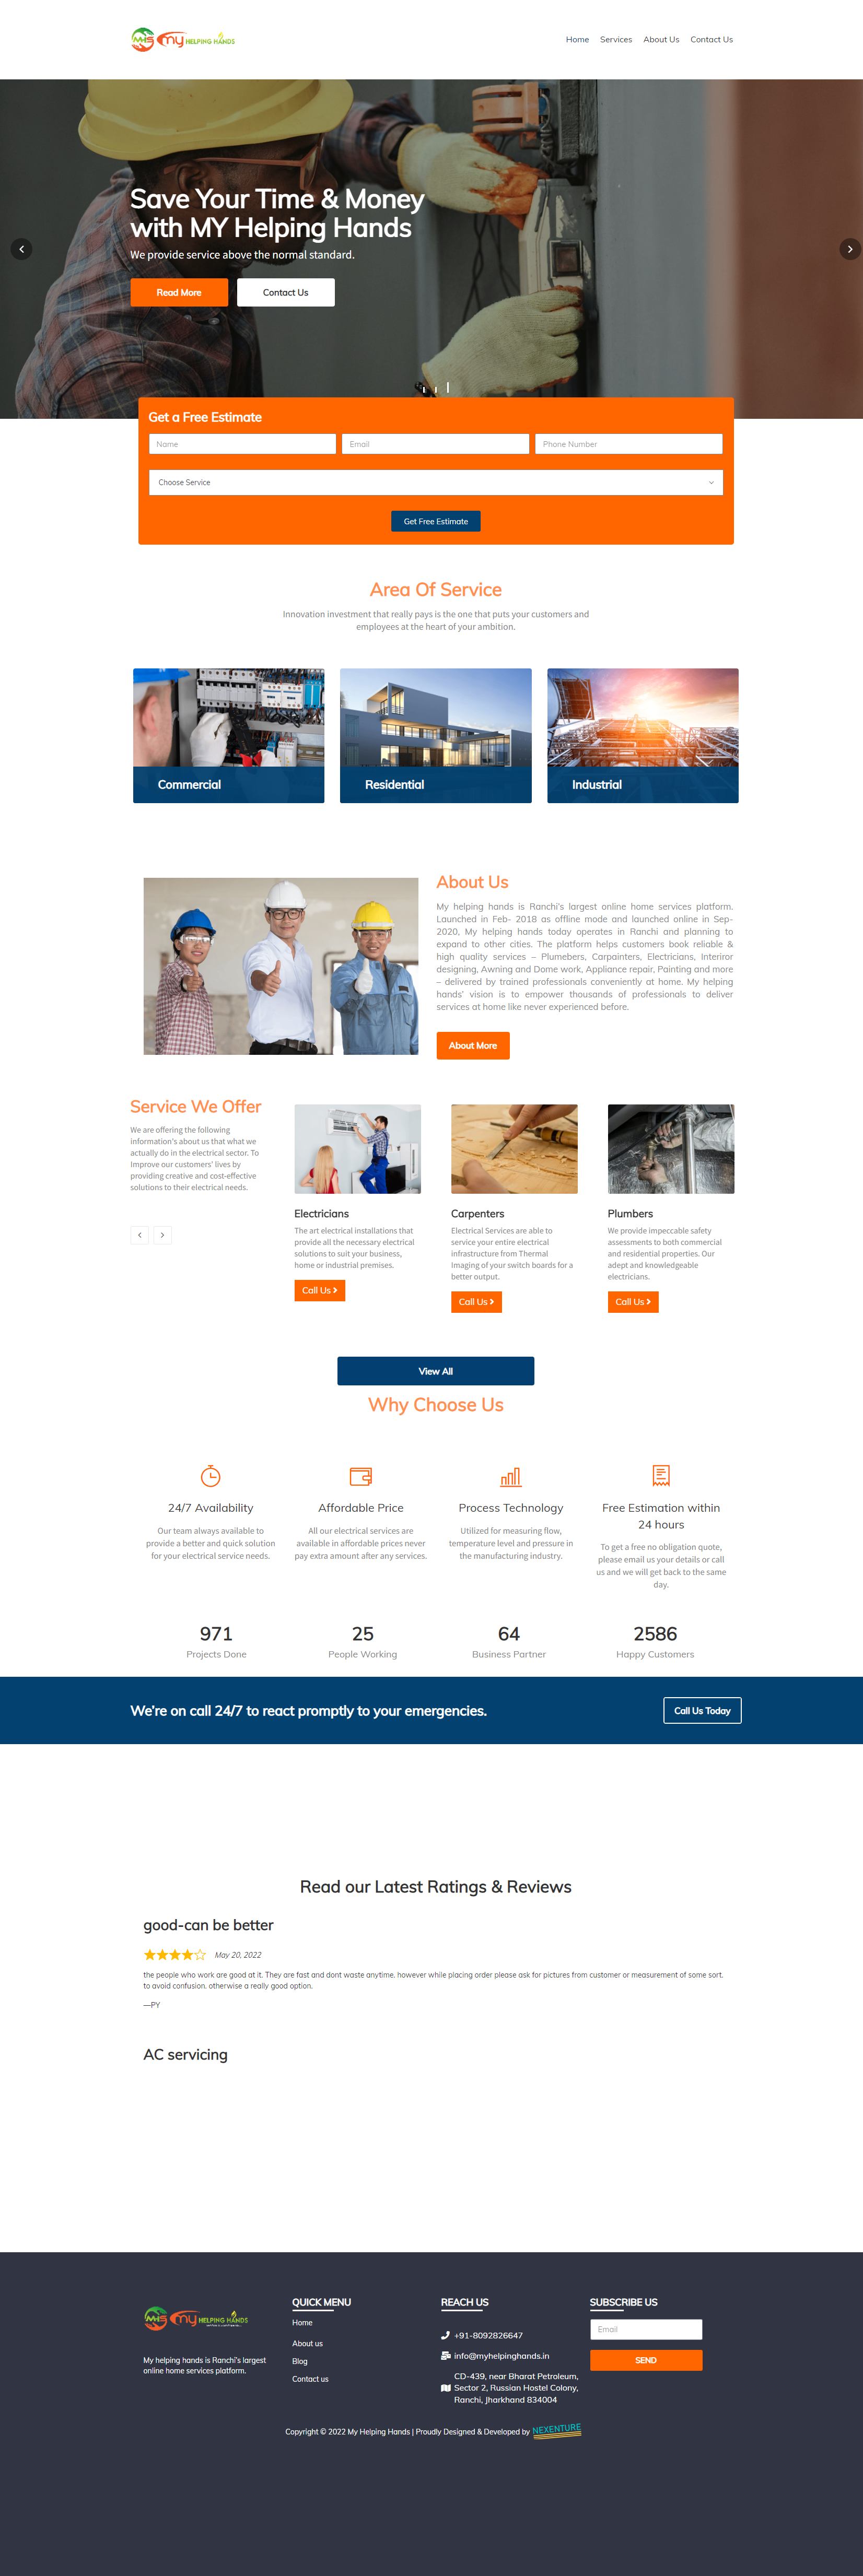 MHS my HELPING HANDS
Home Services About Us Contact Us
Save Your Time & Money
with MY Helping Hands
We provide service above the normal standard.
Read More Contact Us
Get a Free Estimate
Name Email Phone Number
Choose Service
Get Free Estimate
Area Of Service
Innovation investment that really pays is the one that puts your customers and
employees at the heart of your ambition.
Commercial Residential Industrial
About Us
My helping hands is Ranchi's largest online home services platform.
Launched in Feb- 2018 as offline mode and launched online in Sep-
2020, My helping hands today operates in Ranchi and planning to
expand to other cities. The platform helps customers book reliable &
high quality services – Plumebers, Carpainters, Electricians, Interiror
designing, Awning and Dome work, Appliance repair, Painting and more
– delivered by trained professionals conveniently at home. My helping
hands' vision is to empower thousands of professionals to deliver
services at home like never experienced before.
About More
Service We Offer
We are offering the following
information's about us that what we
actually do in the electrical sector. To
Improve our customers' lives by
providing creative and cost-effective
solutions to their electrical needs.
Electricians
The art electrical installations that
provide all the necessary electrical
solutions to suit your business,
home or industrial premises.
Call Us
Carpenters
Electrical Services are able to
service your entire electrical
infrastructure from Thermal
Imaging of your switch boards for a
better output.
Call Us
Plumbers
We provide impeccable safety
assessments to both commercial
and residential properties. Our
adept and knowledgeable
electricians.
Call Us
View All
Why Choose Us
24/7 Availability
Our team always available to
provide a better and quick solution
for your electrical service needs.
Affordable Price
All our electrical services are
available in affordable prices never
pay extra amount after any services.
Process Technology
Utilized for measuring flow,
temperature level and pressure in
the manufacturing industry.
Free Estimation within
24 hours
To get a free no obligation quote,
please email us your details or call
us and we will get back to the same
day.
971
Projects Done
25
People Working
64
Business Partner
2586
Happy Customers
We're on call 24/7 to react promptly to your emergencies.
Call Us Today
Read our Latest Ratings & Reviews
good-can be better
May 20, 2022
the people who work are good at it. They are fast and dont waste anytime. however while placing order please ask for pictures from customer or measurement of some sort.
to avoid confusion. otherwise a really good option.
—PY
AC servicing
MHS my HELPING HANDS
My helping hands is Ranchi's largest
online home services platform.
QUICK MENU
Home
About us
Blog
Contact us
REACH US
+91-8092826647
info@myhelpinghands.in
CD-439, near Bharat Petroleum,
Sector 2, Russian Hostel Colony,
Ranchi, Jharkhand 834004
SUBSCRIBE US
Email
SEND
Copyright © 2022 My Helping Hands | Proudly Designed & Developed by NEXENTURE